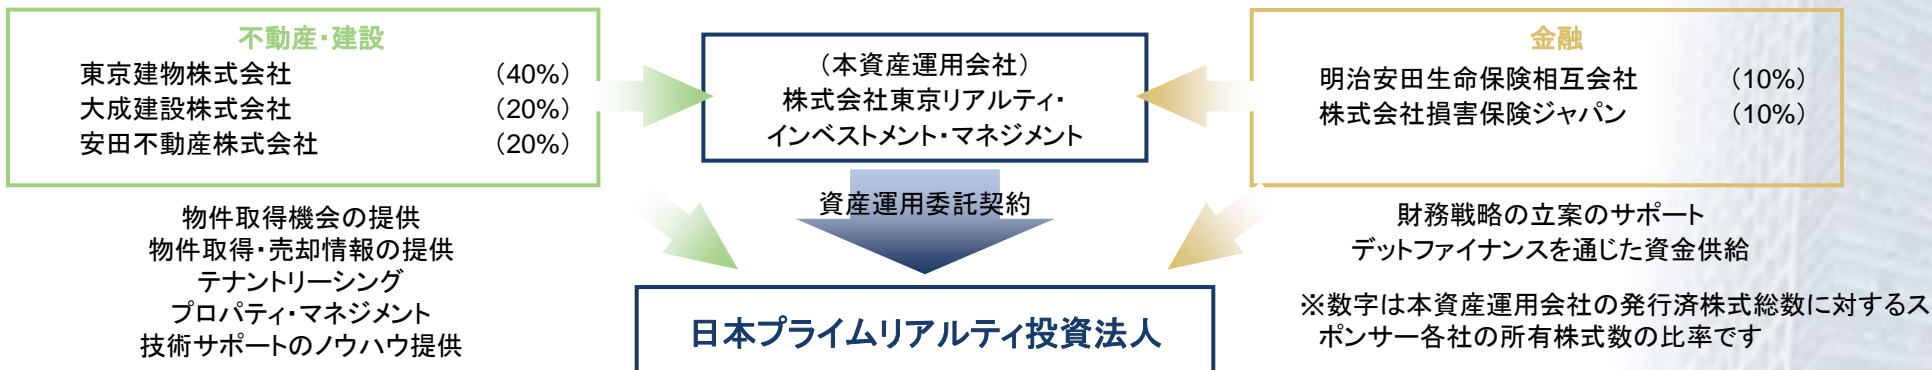 不動産・建設
東京建物株式会社 （40%）
大成建設株式会社 （20%）
安田不動産株式会社 （20%）
物件取得機会の提供
物件取得・売却情報の提供
テナントリーシング
プロパティ・マネジメント
技術サポートのノウハウ提供
（本資産運用会社）
株式会社東京リアルティ・
インベストメント・マネジメント
資産運用委託契約
日本プライムリアルティ投資法人
金融
明治安田生命保険相互会社 （10%）
株式会社損害保険ジャパン （10%）
財務戦略の立案のサポート
デットファイナンスを通じた資金供給
※数字は本資産運用会社の発行済株式総数に対するス
ポンサー各社の所有株式数の比率です